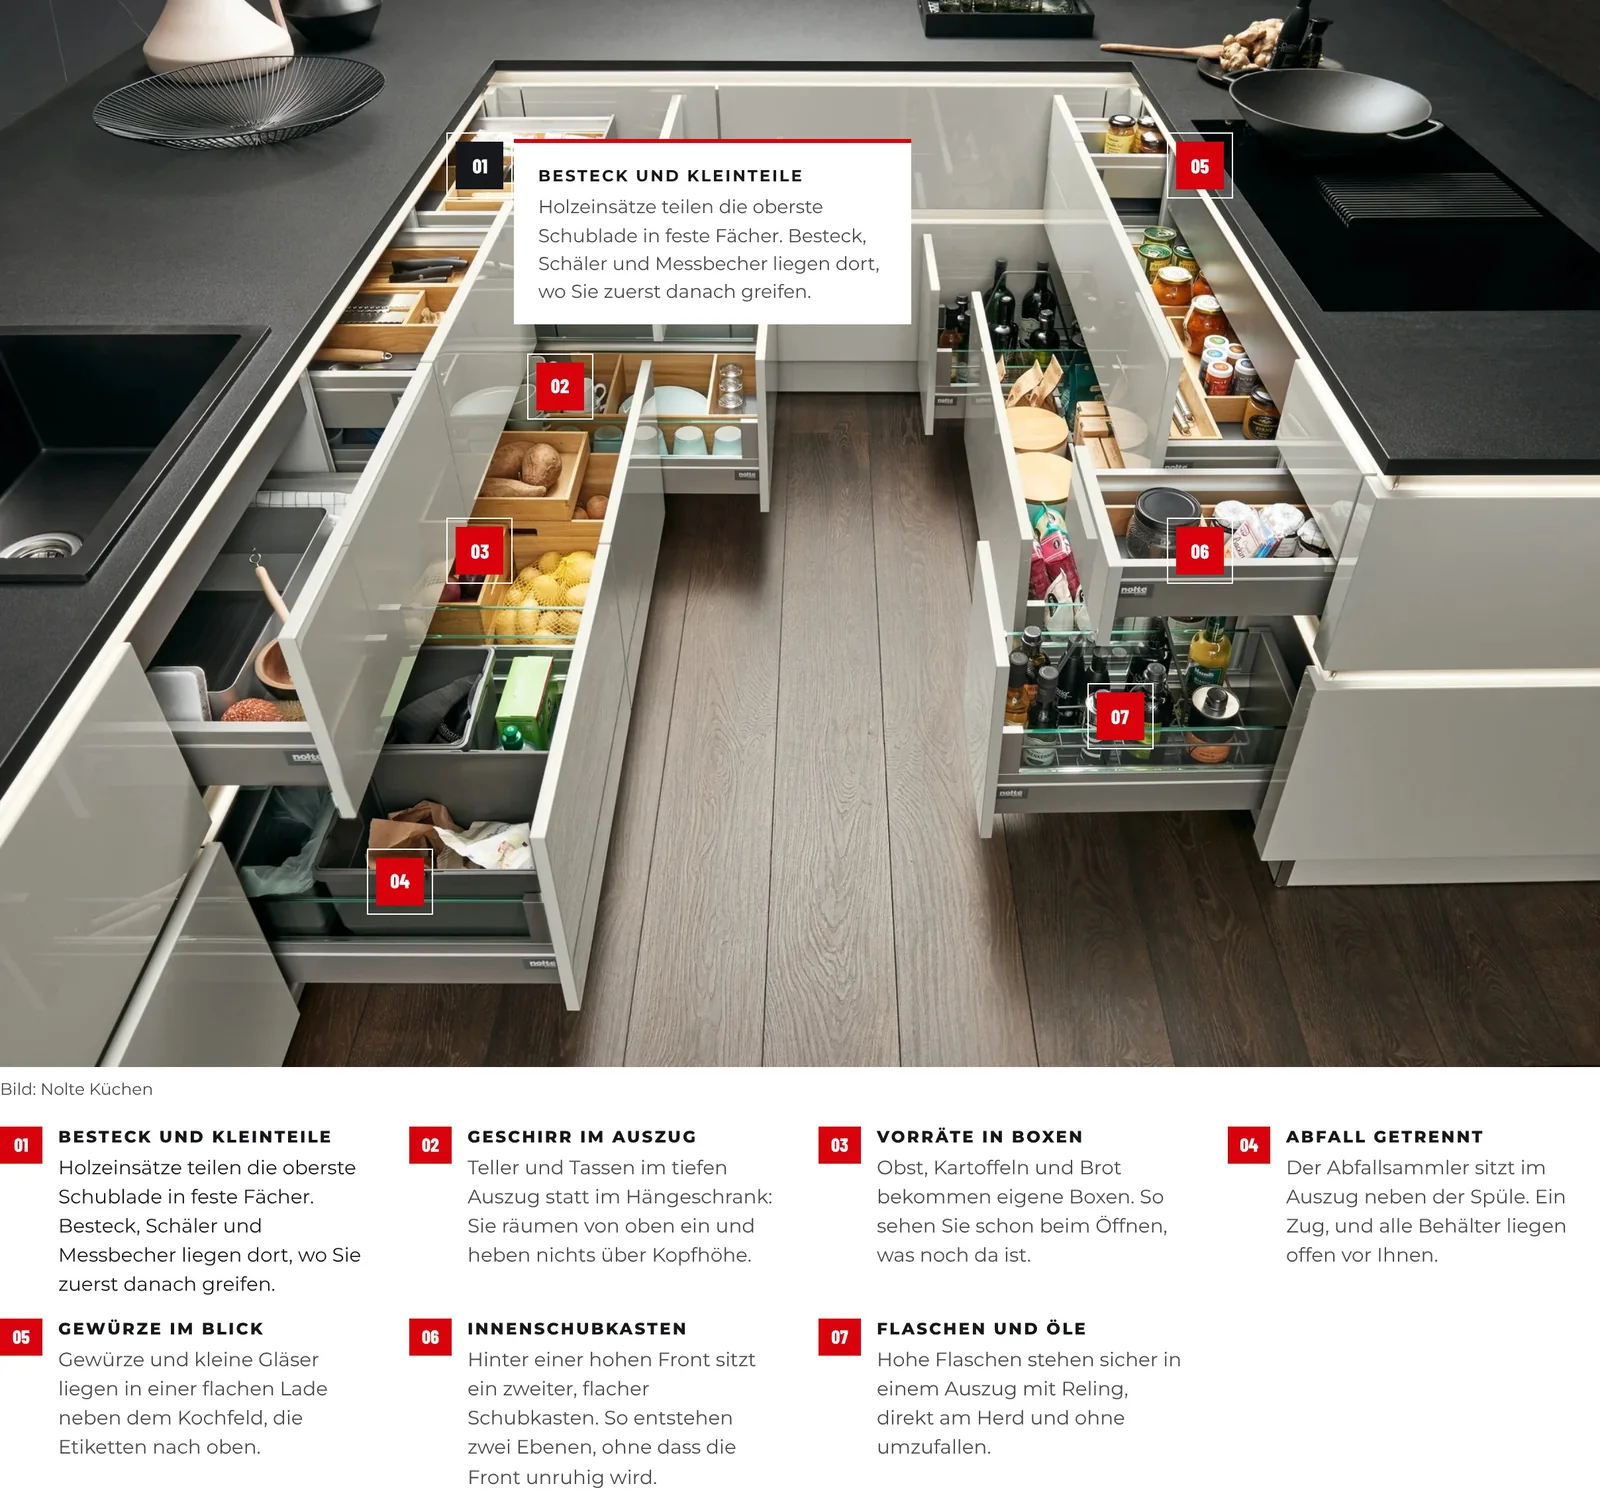 01
BESTECK UND KLEINTEILE
Holzeinsätze teilen die oberste
Schublade in feste Fächer. Besteck,
Schäler und Messbecher liegen dort,
wo Sie zuerst danach greifen.
05
02
03
06
nolte
nolte
07
nolte
04
nolte
Bild: Nolte Küchen
01
BESTECK UND KLEINTEILE
Holzeinsätze teilen die oberste
Schublade in feste Fächer.
Besteck, Schäler und
Messbecher liegen dort, wo Sie
zuerst danach greifen.
02
GESCHIRR IM AUSZUG
Teller und Tassen im tiefen
Auszug statt im Hängeschrank:
Sie räumen von oben ein und
heben nichts über Kopfhöhe.
03
VORRÄTE IN BOXEN
Obst, Kartoffeln und Brot
bekommen eigene Boxen. So
sehen Sie schon beim Öffnen,
was noch da ist.
04
ABFALL GETRENNT
Der Abfallsammler sitzt im
Auszug neben der Spüle. Ein
Zug, und alle Behälter liegen
offen vor Ihnen.
05
GEWÜRZE IM BLICK
Gewürze und kleine Gläser
liegen in einer flachen Lade
neben dem Kochfeld, die
Etiketten nach oben.
06
INNENSCHUBKASTEN
Hinter einer hohen Front sitzt
ein zweiter, flacher
Schubkasten. So entstehen
zwei Ebenen, ohne dass die
Front unruhig wird.
07
FLASCHEN UND ÖLE
Hohe Flaschen stehen sicher in
einem Auszug mit Reling,
direkt am Herd und ohne
umzufallen.